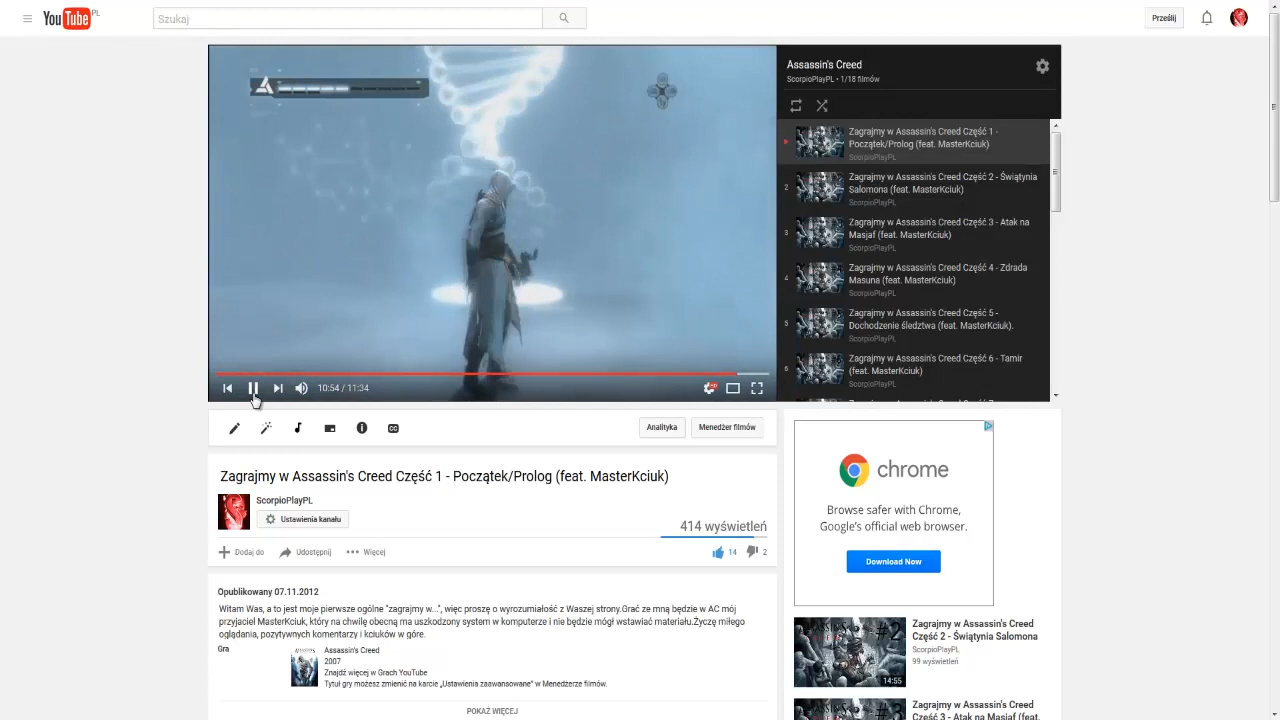 YouTube PL
Szukaj
Prześlij
Assassin's Creed
ScorpioPlayPL • 1/18 filmów
Zagrajmy w Assassin's Creed Część 1 -
Początek/Prolog (feat. MasterKciuk)
ScorpioPlayPL
2
Zagrajmy w Assassin's Creed Część 2 - Świątynia
Salomona (feat. MasterKciuk)
ScorpioPlayPL
3
Zagrajmy w Assassin's Creed Część 3 - Atak na
Masjaf (feat. MasterKciuk)
ScorpioPlayPL
4
Zagrajmy w Assassin's Creed Część 4 - Zdrada
Masuna (feat. MasterKciuk)
ScorpioPlayPL
5
Zagrajmy w Assassin's Creed Część 5 -
Dochodzenie śledztwa (feat. MasterKciuk).
ScorpioPlayPL
6
Zagrajmy w Assassin's Creed Część 6 - Tamir
(feat. MasterKciuk)
ScorpioPlayPL
10:54 / 11:34
HD
CC
Analityka
Menedżer filmów
Zagrajmy w Assassin's Creed Część 1 - Początek/Prolog (feat. MasterKciuk)
ScorpioPlayPL
Ustawienia kanału
414 wyświetleń
Dodaj do
Udostępnij
Więcej
14
2
Opublikowany 07.11.2012
Witam Was, a to jest moje pierwsze ogólne "zagrajmy w...", więc proszę o wyrozumiałość z Waszej strony.Grać ze mną będzie w AC mój
przyjaciel MasterKciuk, który na chwilę obecną ma uszkodzony system w komputerze i nie będzie mógł wstawiać materiału.Życzę miłego
oglądania, pozytywnych komentarzy i kciuków w górę.
Gra
Assassin's Creed
2007
Znajdź więcej w Grach YouTube
Tytuł gry możesz zmienić na karcie „Ustawienia zaawansowane" w Menedżerze filmów.
POKAŻ WIĘCEJ
chrome
Browse safer with Chrome,
Google's official web browser.
Download Now
#2
14:55
Zagrajmy w Assassin's Creed
Część 2 - Świątynia Salomona
ScorpioPlayPL
99 wyświetleń
#3
Zagrajmy w Assassin's Creed
Część 3 - Atak na Masjaf (feat.